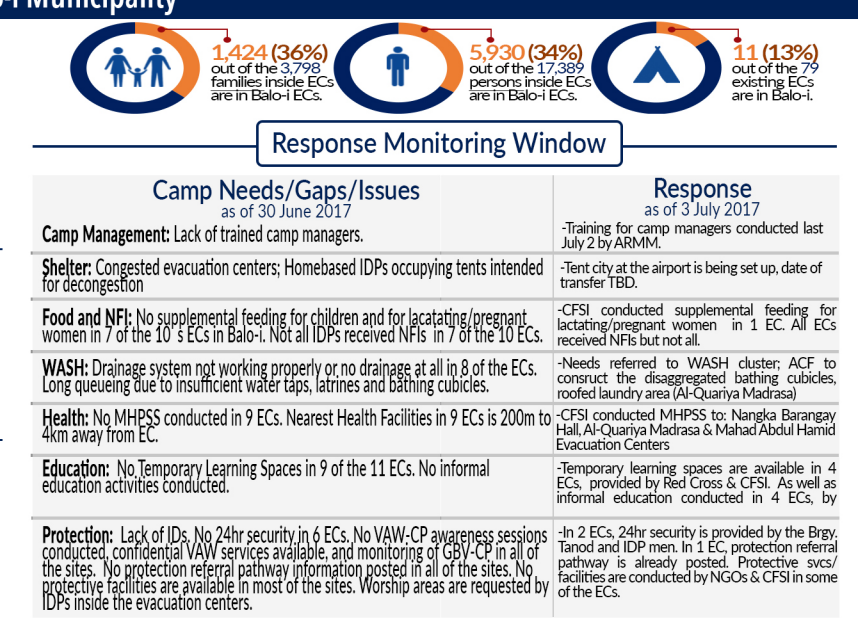 -i Municipality
1,424 (36%)
out of the 3,798
families inside ECs
are in Balo-i ECs.
5,930 (34%)
out of the 17,389
persons inside ECs
are in Balo-i ECs.
11 (13%)
out of the 79
existing ECs
are in Balo-i.
Response Monitoring Window
Camp Needs/Gaps/Issues
as of 30 June 2017
Response
as of 3 July 2017
Camp Management: Lack of trained camp managers.
-Training for camp managers conducted last
July 2 by ARMM.
Shelter: Congested evacuation centers; Homebased IDPs occupying tents intended
for decongestion
-Tent city at the airport is being set up, date of
transfer TBD.
Food and NFI: No supplemental feeding for children and for lacatating/pregnant
women in 7 of the 10´s ECs in Balo-i. Not all IDPs received NFIs in 7 of the 10 ECs.
-CFSI conducted supplemental feeding for
lactating/pregnant women in 1 EC. All ECs
received NFIs but not all.
WASH: Drainage system not working properly or no drainage at all in 8 of the ECs.
Long queueing due to insufficient water taps, latrines and bathing cubicles.
-Needs referred to WASH cluster; ACF to
consruct the disaggregated bathing cubicles,
roofed laundry area (Al-Quariya Madrasa)
Health: No MHPSS conducted in 9 ECs. Nearest Health Facilities in 9 ECs is 200m to
4km away from EC.
-CFSI conducted MHPSS to: Nangka Barangay
Hall, Al-Quariya Madrasa & Mahad Abdul Hamid
Evacuation Centers
Education: No Temporary Learning Spaces in 9 of the 11 ECs. No informal
education activities conducted.
-Temporary learning spaces are available in 4
ECs, provided by Red Cross & CFSI. As well as
informal education conducted in 4 ECs, by
Protection: Lack of IDs. No 24hr security in 6 ECs. No VAW-CP awareness sessions
conducted, confidential VAW services available, and monitoring of GBV-CP in all of
the sites. No protection referral pathway information posted in all of the sites. No
protective facilities are available in most of the sites. Worship areas are requested by
IDPs inside the evacuation centers.
-In 2 ECs, 24hr security is provided by the Brgy.
Tanod and IDP men. In 1 EC, protection referral
pathway is already posted. Protective svcs/
facilities are conducted by NGOs & CFSI in some
of the ECs.